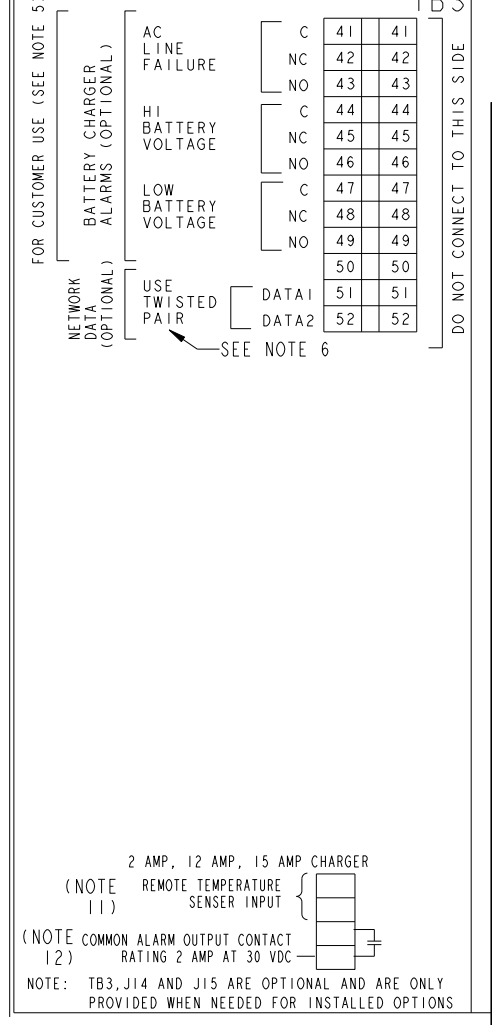 TB3
FOR CUSTOMER USE (SEE NOTE 5
BATTERY CHARGER
ALARMS (OPTIONAL)
AC
LINE
FAILURE
C 41 41
NC 42 42
NO 43 43
HI
BATTERY
VOLTAGE
C 44 44
NC 45 45
NO 46 46
LOW
BATTERY
VOLTAGE
C 47 47
NC 48 48
NO 49 49
50 50
NETWORK
DATA
(OPTIONAL)
USE
TWISTED
PAIR
DATA1 51 51
DATA2 52 52
SEE NOTE 6
DO NOT CONNECT TO THIS SIDE
2 AMP, 12 AMP, 15 AMP CHARGER
(NOTE
11)
REMOTE TEMPERATURE
SENSER INPUT
(NOTE
12)
COMMON ALARM OUTPUT CONTACT
RATING 2 AMP AT 30 VDC
NOTE: TB3,J14 AND J15 ARE OPTIONAL AND ARE ONLY
PROVIDED WHEN NEEDED FOR INSTALLED OPTIONS